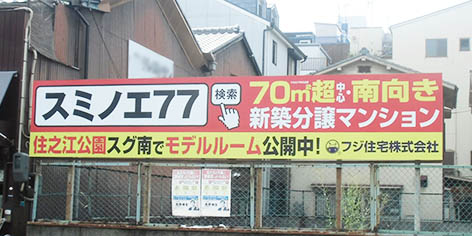 スミノエ77 検索
70㎡超中心・南向き
新築分譲マンション
住之江公園スグ南でモデルルーム公開中! フジ住宅株式会社